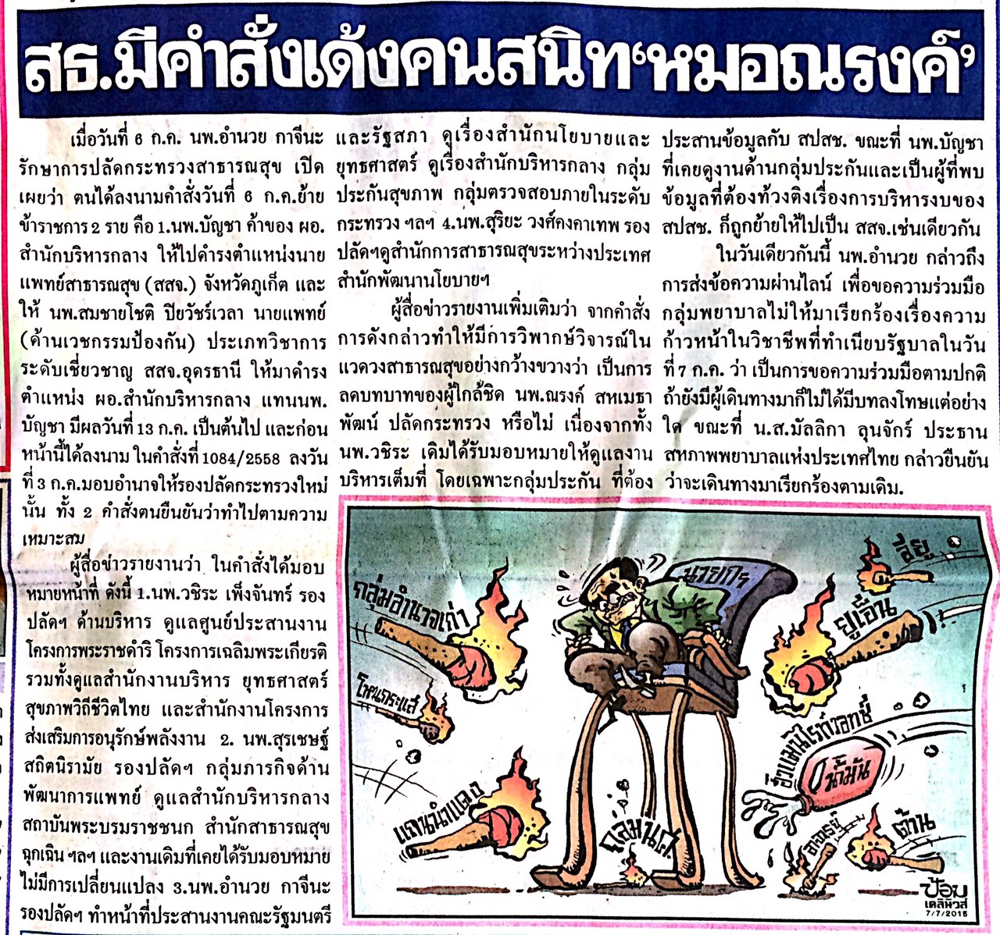 สธ.มีคำสั่งเด้งคนสนิท‘หมอณรงค์’
เมื่อวันที่ 6 ก.ค. นพ.อำนวย กาจีนะ
รักษาการปลัดกระทรวงสาธารณสุข เปิด
เผยว่า ตนได้ลงนามคำสั่งวันที่ 6 ก.ค.ย้าย
ข้าราชการ 2 ราย คือ 1.นพ.บัญชา ค้าของ ผอ.
สำนักบริหารกลาง ให้ไปดำรงตำแหน่งนาย
แพทย์สาธารณสุข (สสจ.) จังหวัดภูเก็ต และ
ให้ นพ.สมชายโชติ ปิยวัชร์เวลา นายแพทย์
(ด้านเวชกรรมป้องกัน) ประเภทวิชาการ
ระดับเชี่ยวชาญ สสจ.อุดรธานี ให้มาดำรง
ตำแหน่ง ผอ.สำนักบริหารกลาง แทนนพ.
บัญชา มีผลวันที่ 13 ก.ค. เป็นต้นไป และก่อน
หน้านี้ได้ลงนาม ในคำสั่งที่ 1084/2558 ลงวัน
ที่ 3 ก.ค.มอบอำนาจให้รองปลัดกระทรวงใหม่
นั้น ทั้ง 2 คำสั่งตนยืนยันว่าทำไปตามความ
เหมาะสม
ผู้สื่อข่าวรายงานว่า ในคำสั่งได้มอบ
หมายหน้าที่ ดังนี้ 1.นพ.วชิระ เพ็งจันทร์ รอง
ปลัดฯ ด้านบริหาร ดูแลศูนย์ประสานงาน
โครงการพระราชดำริ โครงการเฉลิมพระเกียรติ
รวมทั้งดูแลสำนักงานบริหาร ยุทธศาสตร์
สุขภาพวิถีชีวิตไทย และสำนักงานโครงการ
ส่งเสริมการอนุรักษ์พลังงาน 2. นพ.สุรเชษฐ์
สถิตนิรามัย รองปลัดฯ กลุ่มภารกิจด้าน
พัฒนาการแพทย์ ดูแลสำนักบริหารกลาง
สถาบันพระบรมราชชนก สำนักสาธารณสุข
ฉุกเฉิน ฯลฯ และงานเดิมที่เคยได้รับมอบหมาย
ไม่มีการเปลี่ยนแปลง 3.นพ.อำนวย กาจีนะ
รองปลัดฯ ทำหน้าที่ประสานงานคณะรัฐมนตรี
และรัฐสภา ดูเรื่องสำนักนโยบายและ
ยุทธศาสตร์ ดูเรื่องสำนักบริหารกลาง กลุ่ม
ประกันสุขภาพ กลุ่มตรวจสอบภายในระดับ
กระทรวง ฯลฯ 4.นพ.สุริยะ วงศ์คงคาเทพ รอง
ปลัดฯดูสำนักการสาธารณสุขระหว่างประเทศ
สำนักพัฒนานโยบายฯ
ผู้สื่อข่าวรายงานเพิ่มเติมว่า จากคำสั่ง
การดังกล่าวทำให้มีการวิพากษ์วิจารณ์ใน
แวดวงสาธารณสุขอย่างกว้างขวางว่า เป็นการ
ลดบทบาทของผู้ใกล้ชิด นพ.ณรงค์ สหเมธา
พัฒน์ ปลัดกระทรวง หรือไม่ เนื่องจากทั้ง
นพ.วชิระ เดิมได้รับมอบหมายให้ดูแลงาน
บริหารเต็มที่ โดยเฉพาะกลุ่มประกัน ที่ต้อง
ประสานข้อมูลกับ สปสช. ขณะที่ นพ.บัญชา
ที่เคยดูงานด้านกลุ่มประกันและเป็นผู้ที่พบ
ข้อมูลที่ต้องท้วงติงเรื่องการบริหารงบของ
สปสช. ก็ถูกย้ายให้ไปเป็น สสจ.เช่นเดียวกัน
ในวันเดียวกันนี้ นพ.อำนวย กล่าวถึง
การส่งข้อความผ่านไลน์ เพื่อขอความร่วมมือ
กลุ่มพยาบาลไม่ให้มาเรียกร้องเรื่องความ
ก้าวหน้าในวิชาชีพที่ทำเนียบรัฐบาลในวัน
ที่ 7 ก.ค. ว่า เป็นการขอความร่วมมือตามปกติ
ถ้ายังมีผู้เดินทางมาก็ไม่ได้มีบทลงโทษแต่อย่าง
ใด ขณะที่ น.ส.มัลลิกา ลุนจักร์ ประธาน
สหภาพพยาบาลแห่งประเทศไทย กล่าวยืนยัน
ว่าจะเดินทางมาเรียกร้องตามเดิม.
นายกฯ
กลุ่มอำนาจเก่า
อียู
ยูเอ็น
โหนกระแส
ฮิวแมนไรต์วอทช์
น้ำมัน
แถนนำแดง
ถล่มนศ.
อาจารย์
ต้าน
ป้อม
เดลินิวส์
7/7/2015